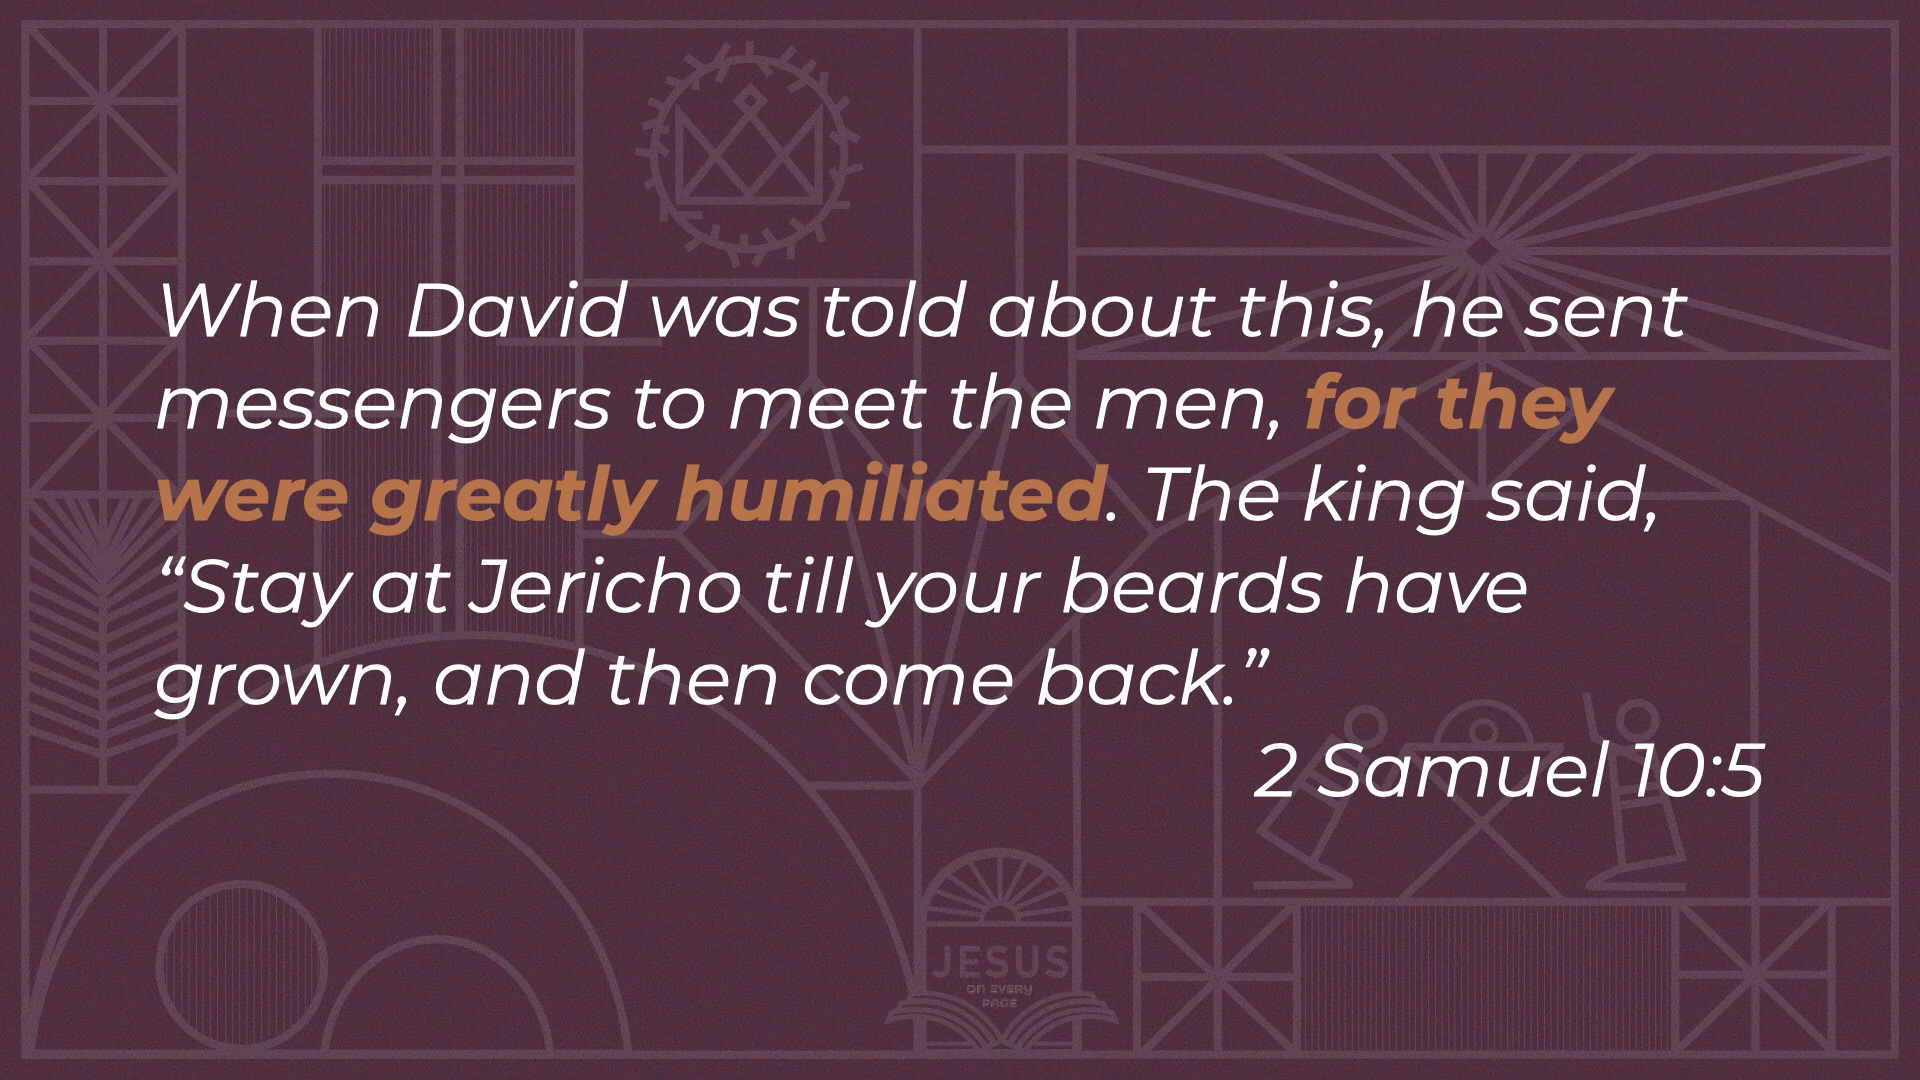 When David was told about this, he sent
messengers to meet the men, for they
were greatly humiliated. The king said,
“Stay at Jericho till your beards have
grown, and then come back.”
2 Samuel 10:5
JESUS
ON EVERY
PAGE